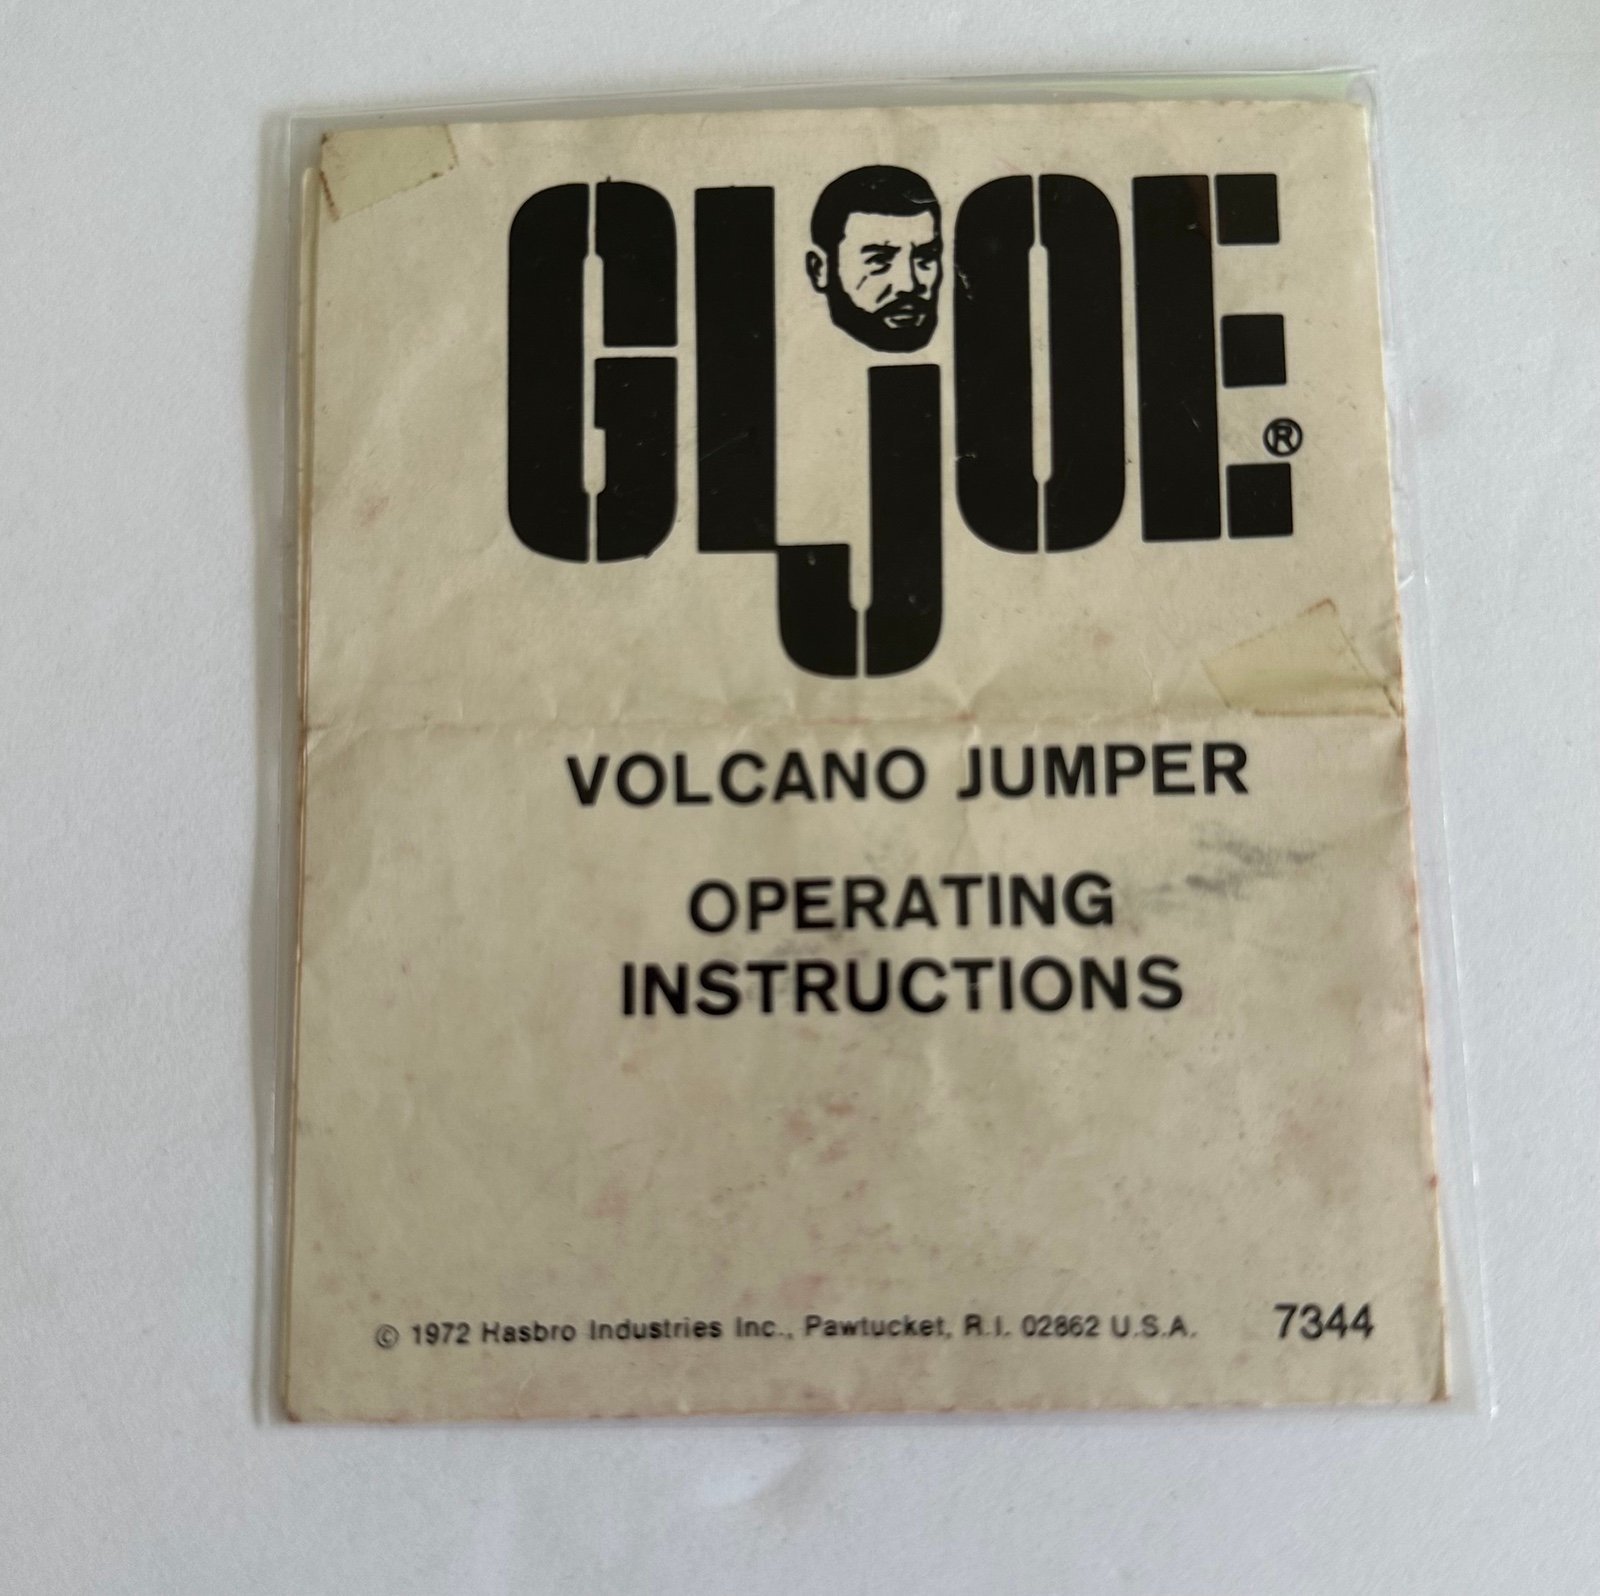 GI JOE ®
VOLCANO JUMPER
OPERATING
INSTRUCTIONS
© 1972 Hasbro Industries Inc., Pawtucket, R.I. 02862 U.S.A. 7344